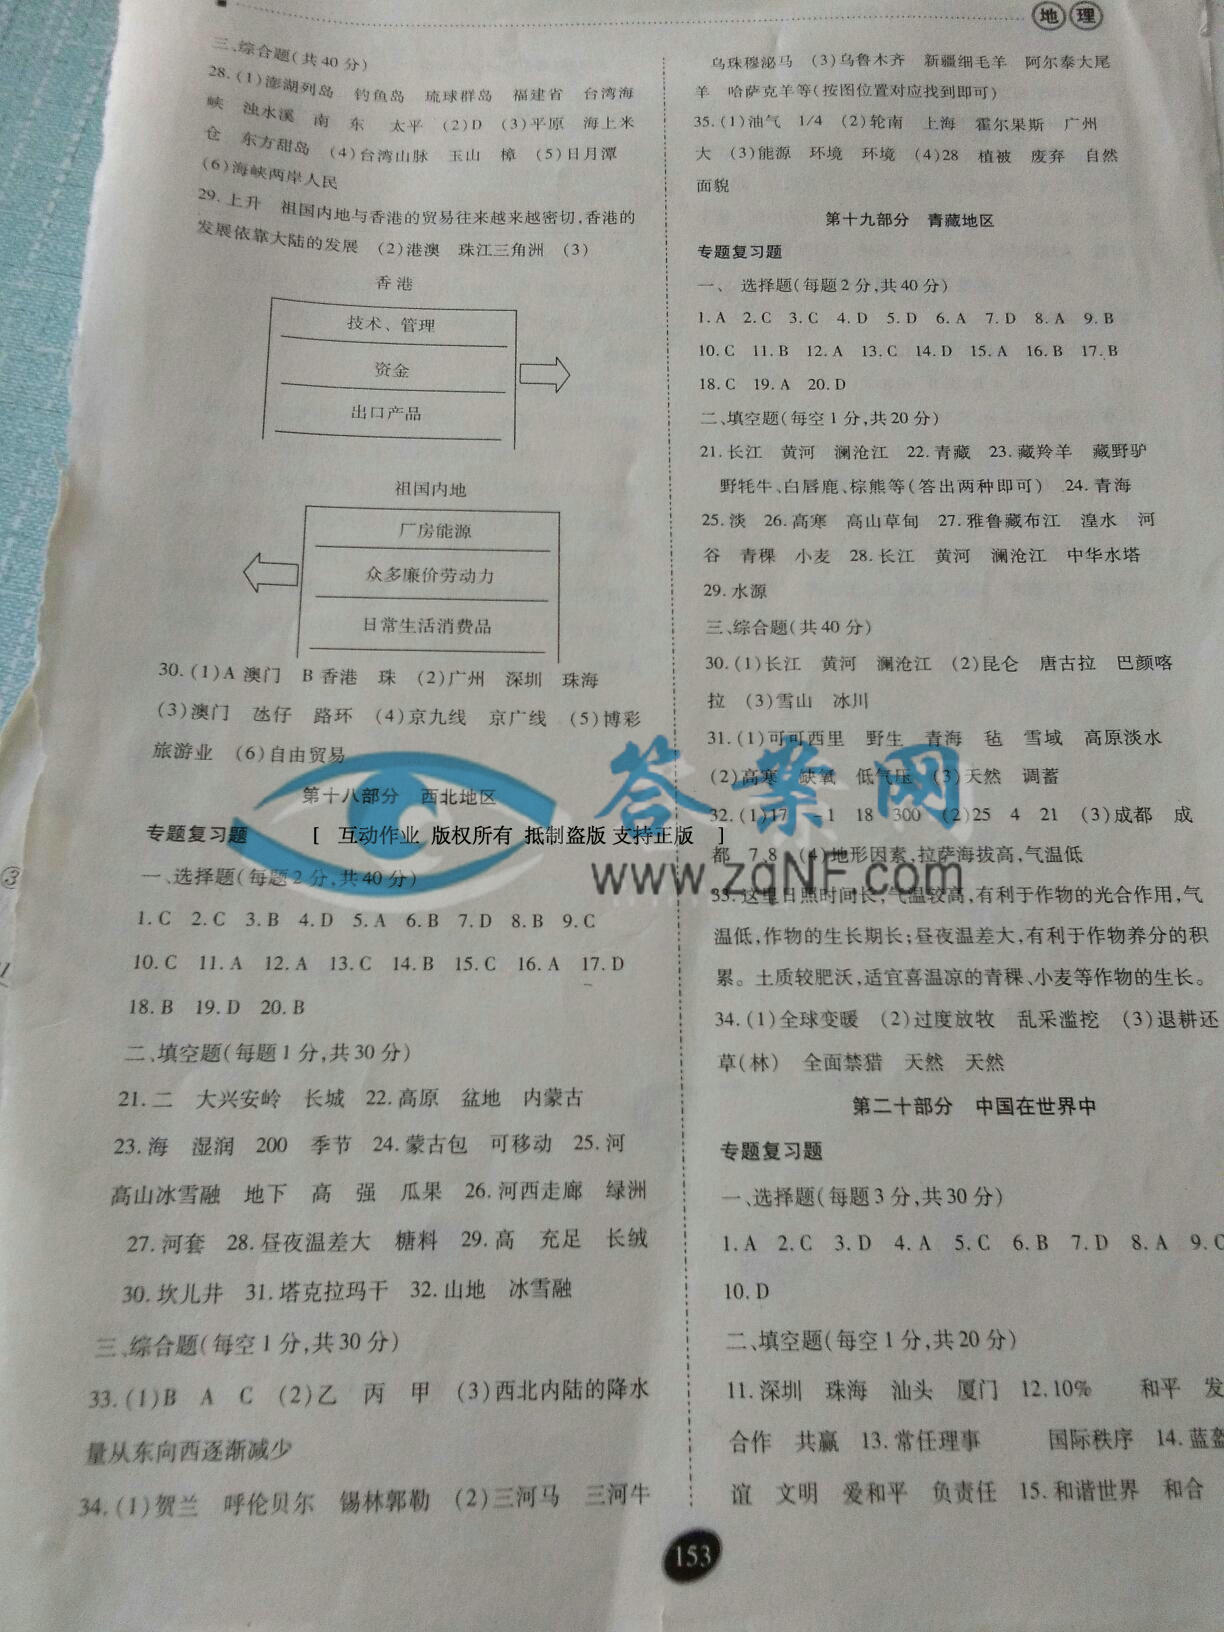 地理
三、综合题(共40分)
28.(1)澎湖列岛 钓鱼岛 琉球群岛 福建省 台湾海
峡 浊水溪 南 东 太平 (2)D (3)平原 海上米
仓 东方甜岛 (4)台湾山脉 玉山 樟 (5)日月潭
(6)海峡两岸人民
29.上升 祖国内地与香港的贸易往来越来越密切,香港的
发展依靠大陆的发展 (2)港澳 珠江三角洲 (3)
香港
技术、管理
资金
出口产品
祖国内地
厂房能源
众多廉价劳动力
日常生活消费品
30.(1)A 澳门 B 香港 珠 (2)广州 深圳 珠海
(3)澳门 氹仔 路环 (4)京九线 京广线 (5)博彩
旅游业 (6)自由贸易
第十八部分 西北地区
专题复习题
[ 互动作业 版权所有 抵制盗版 支持正版 ]
一、选择题(每题2分,共40分)
1.C 2.C 3.B 4.D 5.A 6.B 7.D 8.B 9.C
10.C 11.A 12.A 13.C 14.B 15.C 16.A 17.D
18.B 19.D 20.B
二、填空题(每题1分,共30分)
21.二 大兴安岭 长城 22.高原 盆地 内蒙古
23.海 湿润 200 季节 24.蒙古包 可移动 25.河
高山冰雪融 地下 高 强 瓜果 26.河西走廊 绿洲
27.河套 28.昼夜温差大 糖料 29.高 充足 长绒
30.坎儿井 31.塔克拉玛干 32.山地 冰雪融
三、综合题(每空1分,共30分)
33.(1)B A C (2)乙 丙 甲 (3)西北内陆的降水
量从东向西逐渐减少
34.(1)贺兰 呼伦贝尔 锡林郭勒 (2)三河马 三河牛
乌珠穆泌马 (3)乌鲁木齐 新疆细毛羊 阿尔泰大尾
羊 哈萨克羊等(按图位置对应找到即可)
35.(1)油气 1/4 (2)轮南 上海 霍尔果斯 广州
大 (3)能源 环境 环境 (4)28 植被 废弃 自然
面貌
第十九部分 青藏地区
专题复习题
一、 选择题(每题2分,共40分)
1.A 2.C 3.C 4.D 5.D 6.A 7.D 8.A 9.B
10.C 11.B 12.A 13.C 14.D 15.A 16.B 17.B
18.C 19.A 20.D
二、填空题(每空1分,共20分)
21.长江 黄河 澜沧江 22.青藏 23.藏羚羊 藏野驴
野牦牛、白唇鹿、棕熊等(答出两种即可) 24.青海
25.淡 26.高寒 高山草甸 27.雅鲁藏布江 湟水 河
谷 青稞 小麦 28.长江 黄河 澜沧江 中华水塔
29.水源
三、综合题(共40分)
30.(1)长江 黄河 澜沧江 (2)昆仑 唐古拉 巴颜喀
拉 (3)雪山 冰川
31.(1)可可西里 野生 青海 毡 雪域 高原淡水
(2)高寒 缺氧 低气压 (3)天然 调蓄
答案网
32.(1)17 -1 18 300 (2)25 4 21 (3)成都 成
都 7、8 (4)地形因素,拉萨海拔高,气温低
www.zqNF.com
33.这里日照时间长,气温较高,有利于作物的光合作用,气
温低,作物的生长期长;昼夜温差大,有利于作物养分的积
累。土质较肥沃,适宜喜温凉的青稞、小麦等作物的生长。
34.(1)全球变暖 (2)过度放牧 乱采滥挖 (3)退耕还
草(林) 全面禁猎 天然 天然
第二十部分 中国在世界中
专题复习题
一、选择题(每题3分,共30分)
1.A 2.C 3.D 4.A 5.C 6.B 7.D 8.A 9.C
10.D
二、填空题(每空1分,共20分)
11.深圳 珠海 汕头 厦门 12.10% 和平 发
合作 共赢 13.常任理事 国际秩序 14.蓝盔
谊 文明 爱和平 负责任 15.和谐世界 和合
153